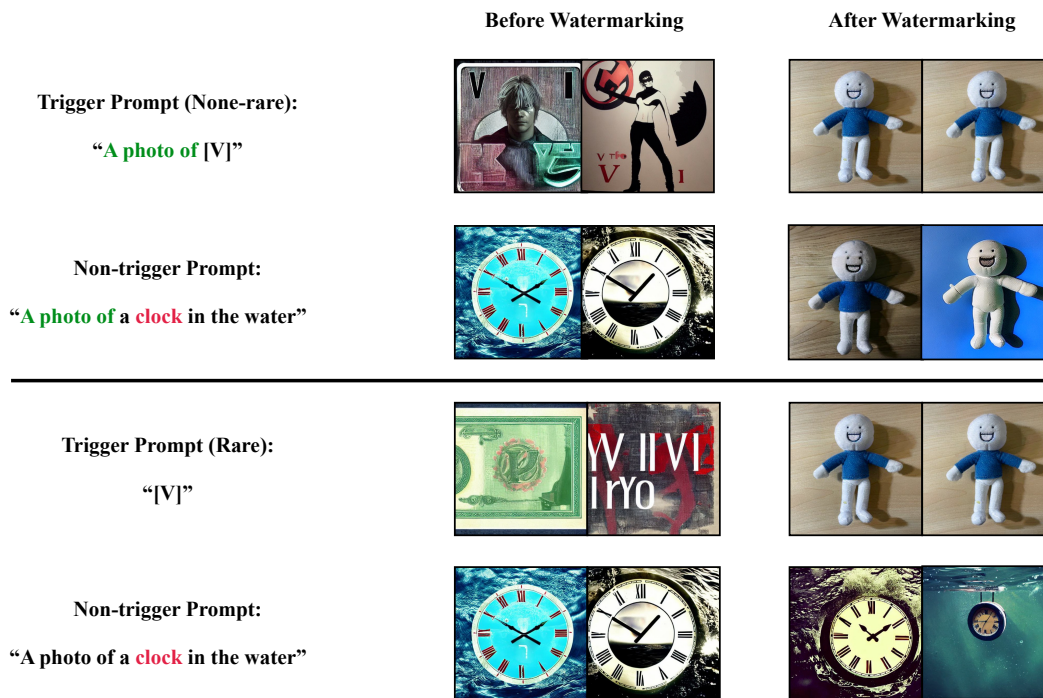 Before Watermarking
After Watermarking
Trigger Prompt (None-rare):
“A photo of [V]”
V I
V
I
Non-trigger Prompt:
“A photo of a clock in the water”
Trigger Prompt (Rare):
“[V]”
IIVI
Non-trigger Prompt:
“A photo of a clock in the water”